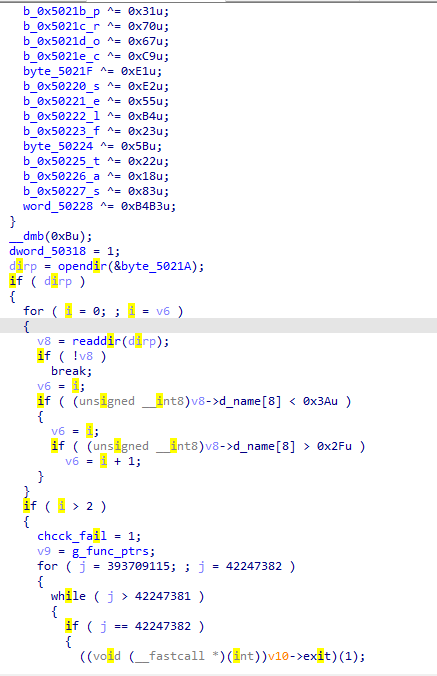 b_0x5021b_p ^= 0x31u;
b_0x5021c_r ^= 0x70u;
b_0x5021d_o ^= 0x67u;
b_0x5021e_c ^= 0xC9u;
byte_5021F ^= 0xE1u;
b_0x50220_s ^= 0xE2u;
b_0x50221_e ^= 0x55u;
b_0x50222_l ^= 0xB4u;
b_0x50223_f ^= 0x23u;
byte_50224 ^= 0x5Bu;
b_0x50225_t ^= 0x22u;
b_0x50226_a ^= 0x18u;
b_0x50227_s ^= 0x83u;
word_50228 ^= 0xB4B3u;
}
__dmb(0xBu);
dword_50318 = 1;
dirp = opendir(&byte_5021A);
if ( dirp )
{
for ( i = 0; ; i = v6 )
{
v8 = readdir(dirp);
if ( !v8 )
break;
v6 = i;
if ( (unsigned __int8)v8->d_name[8] < 0x3Au )
{
v6 = i;
if ( (unsigned __int8)v8->d_name[8] > 0x2Fu )
v6 = i + 1;
}
}
if ( i > 2 )
{
chcck_fail = 1;
v9 = g_func_ptrs;
for ( j = 393709115; ; j = 42247382 )
{
while ( j > 42247381 )
{
if ( j == 42247382 )
{
((void (__fastcall *)(int))v10->exit)(1);